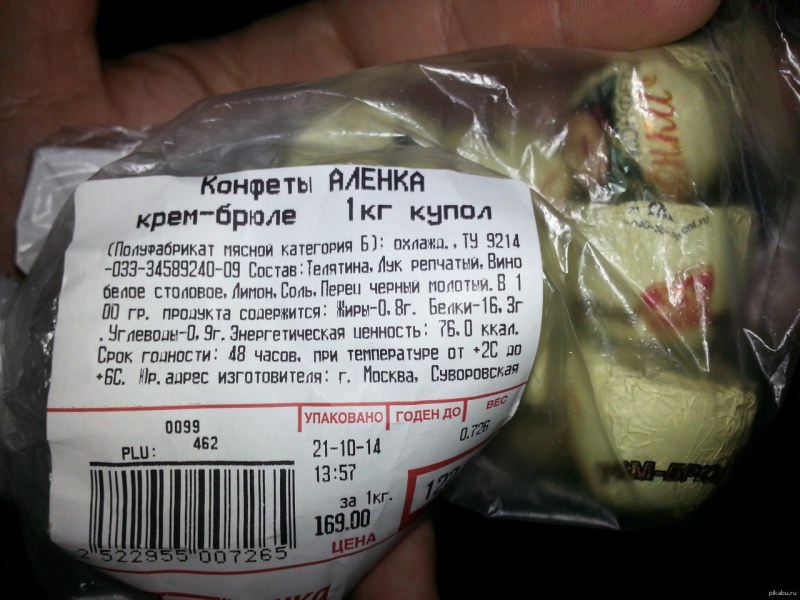 Конфеты АЛЕНКА
крем-брюле 1кг купол
(Полуфабрикат мясной категория Б): охлажд., ТУ 9214
-033-34589240-09 Состав:Телятина, Лук репчатый, Вино
белое столовое, Лимон, Соль, Перец черный молотый. В 1
00 гр. продукта содержится: Жиры-0,8г. Белки-16,3г
. Углеводы-0,9г. Энергетическая ценность: 76,0 ккал.
Срок годности: 48 часов, при температуре от +2С до
+6С. Юр.адрес изготовителя: г. Москва, Суворовская
УПАКОВАНО ГОДЕН ДО ВЕС
0099
PLU: 462
21-10-14
0.726
13:57
за 1кг.
169.00
ЦЕНА
2 522955 007265
pikabu.ru